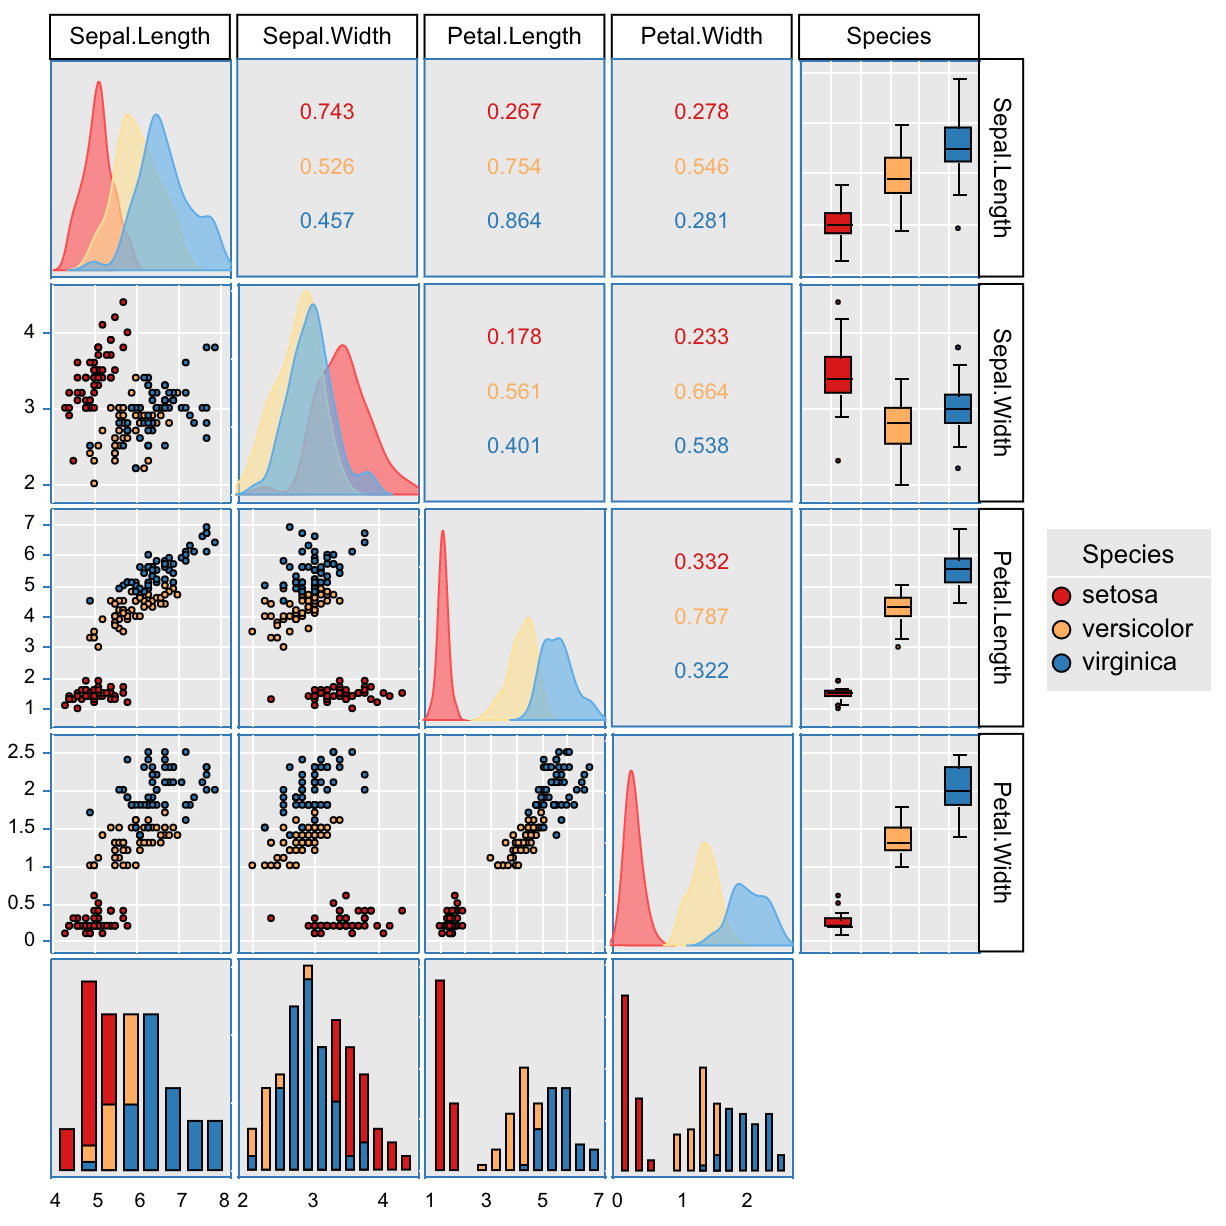 Sepal.Length Sepal.Width Petal.Length Petal.Width Species
0.743 0.267 0.278
0.526 0.754 0.546
0.457 0.864 0.281
Sepal.Length
4
3
2
0.178 0.233
0.561 0.664
0.401 0.538
Sepal.Width
7
6
5
4
3
2
1
0.332
0.787
0.322
Petal.Length
Species
setosa
versicolor
virginica
2.5
2
1.5
1
0.5
0
Petal.Width
4 5 6 7 8 2 3 4 1 3 5 7 0 1 2